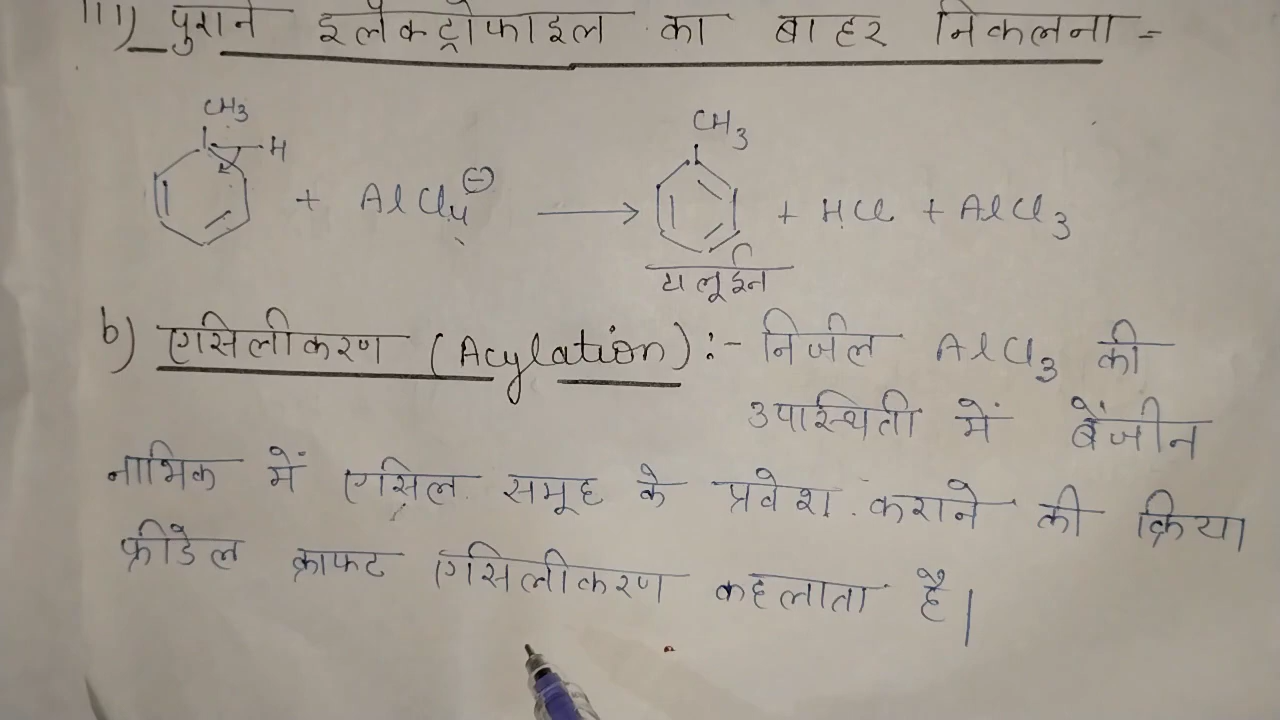 iii) पुराने इलेक्ट्रोफाइल का बाहर निकलना =
CH3 H + AlCl4⊖ ⟶ CH3 + HCl + AlCl3
टालूईन
b) एसिलीकरण (Acylation) :- निर्जल AlCl3 की
उपास्थिती में बेंजीन
नाभिक में एसिल समूह के प्रवेश कराने की क्रिया
फ्रीडेल क्राफ्ट एसिलीकरण कहलाता है|